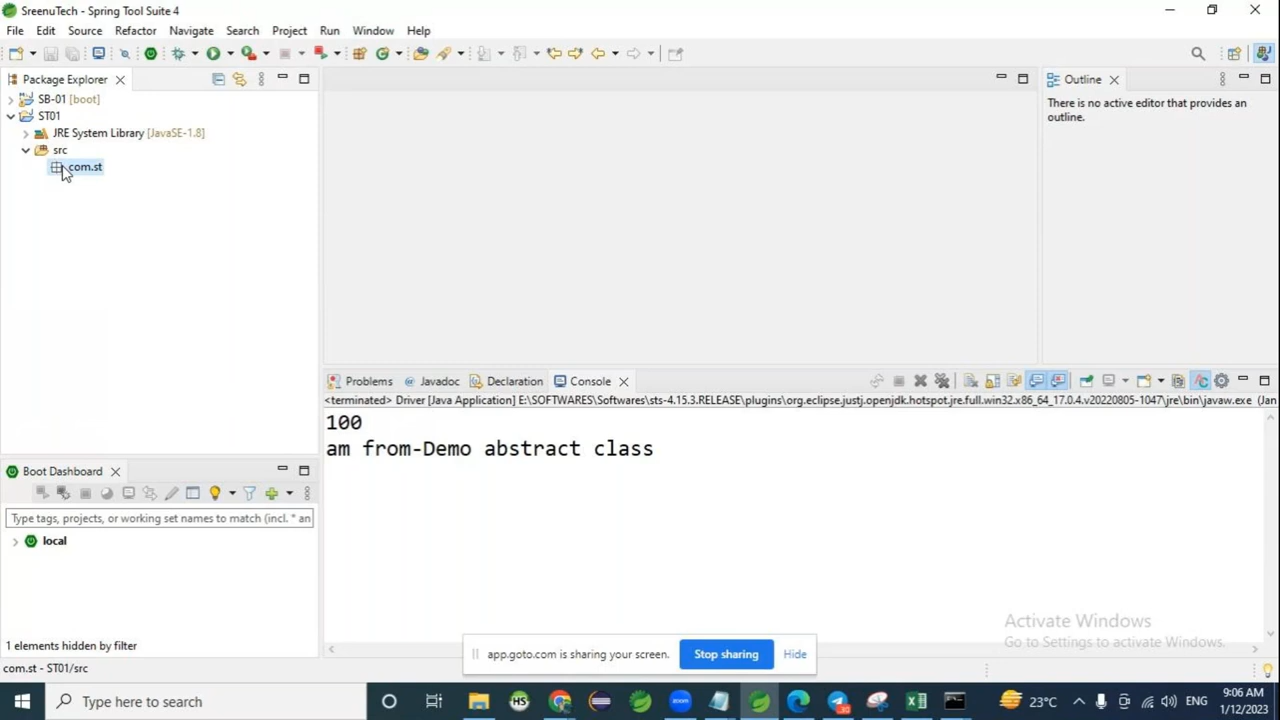 SreenuTech - Spring Tool Suite 4
File Edit Source Refactor Navigate Search Project Run Window Help
Package Explorer
SB-01 [boot]
ST01
JRE System Library [JavaSE-1.8]
src
com.st
Outline
There is no active editor that provides an
outline.
Problems @ Javadoc Declaration Console
<terminated> Driver [Java Application] E:\SOFTWARES\Softwares\sts-4.15.3.RELEASE\plugins\org.eclipse.justj.openjdk.hotspot.jre.full.win32.x86_64_17.0.4.v20220805-1047\jre\bin\javaw.exe (Jan
100
am from-Demo abstract class
Boot Dashboard
Type tags, projects, or working set names to match (incl. * an
local
1 elements hidden by filter
com.st - ST01/src
Activate Windows
Go to Settings to activate Windows.
app.goto.com is sharing your screen. Stop sharing Hide
Type here to search
HS
zoom
30
23°C
ENG
9:06 AM
1/12/2023